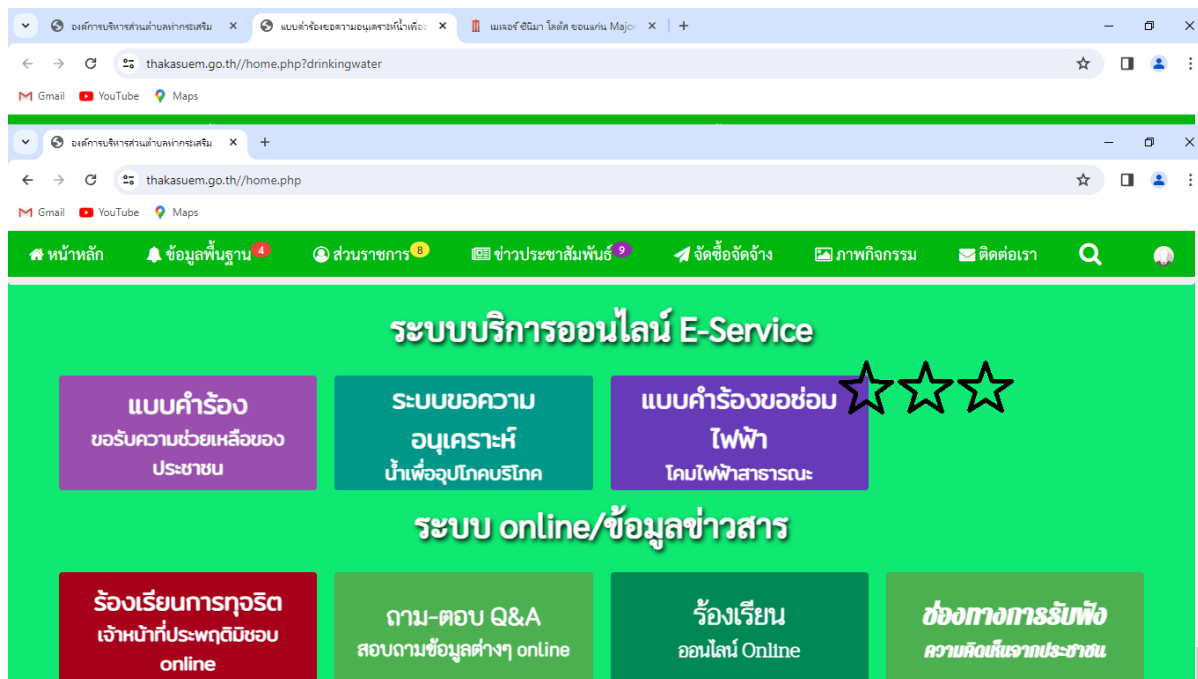 องค์การบริหารส่วนตำบลท่ากระเสริม
แบบคำร้องขอความอนุเคราะห์น้ำเพื่อ
เมเจอร์ ซีนีมา โลตัส ขอนแก่น Major
thakasuem.go.th//home.php?drinkingwater
Gmail YouTube Maps
องค์การบริหารส่วนตำบลท่ากระเสริม
thakasuem.go.th//home.php
Gmail YouTube Maps
หน้าหลัก ข้อมูลพื้นฐาน 4 ส่วนราชการ 8 ข่าวประชาสัมพันธ์ 9 จัดซื้อจัดจ้าง ภาพกิจกรรม ติดต่อเรา
ระบบบริการออนไลน์ E-Service
แบบคำร้อง
ขอรับความช่วยเหลือของ
ประชาชน
ระบบขอความ
อนุเคราะห์
น้ำเพื่ออุปโภคบริโภค
แบบคำร้องขอซ่อม
ไฟฟ้า
โคมไฟฟ้าสาธารณะ
ระบบ online/ข้อมูลข่าวสาร
ร้องเรียนการทุจริต
เจ้าหน้าที่ประพฤติมิชอบ
online
ถาม-ตอบ Q&A
สอบถามข้อมูลต่างๆ online
ร้องเรียน
ออนไลน์ Online
ช่องทางการรับฟัง
ความคิดเห็นจากประชาชน